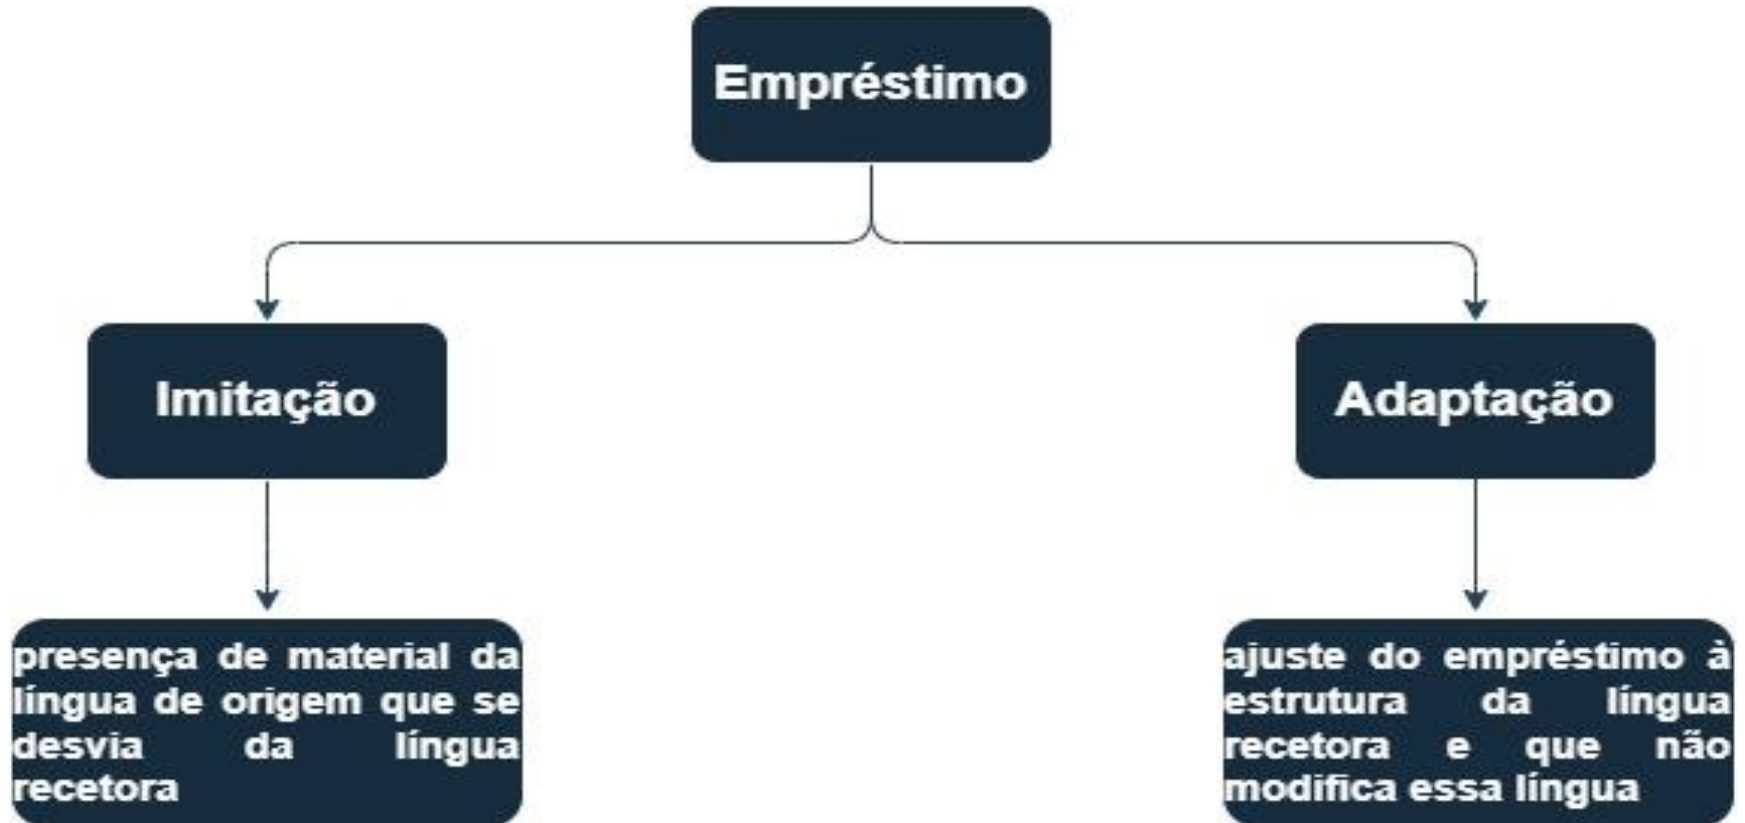 Empréstimo
Imitação
Adaptação
presença de material da
língua de origem que se
desvia da língua
recetora
ajuste do empréstimo à
estrutura da língua
recetora e que não
modifica essa língua